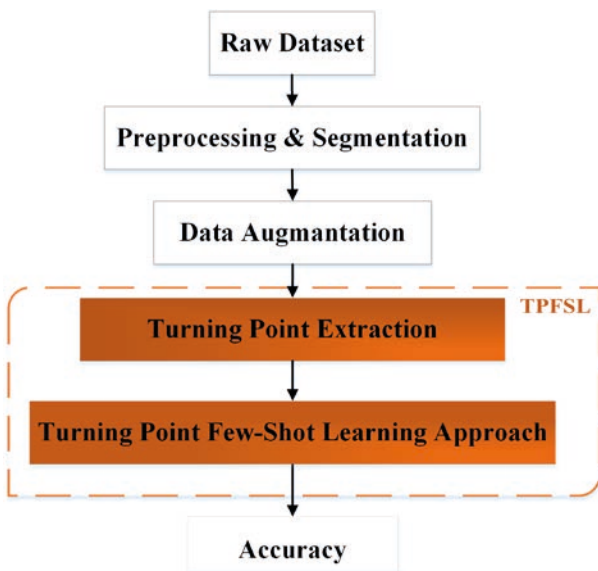 Raw Dataset
Preprocessing & Segmentation
Data Augmantation
TPFSL
Turning Point Extraction
Turning Point Few-Shot Learning Approach
Accuracy